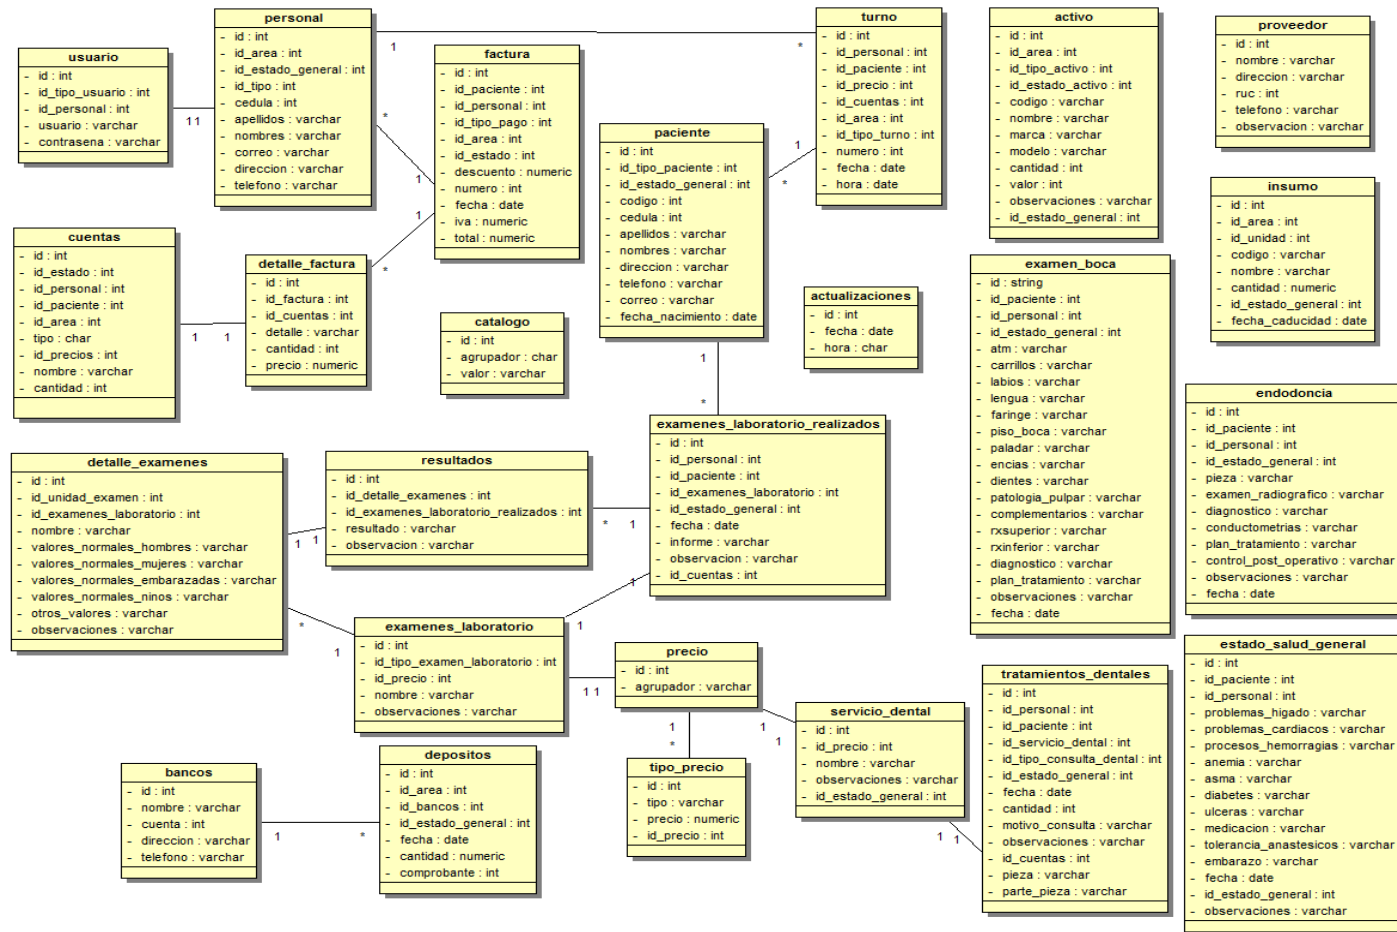 personal
- id : int
- id_area : int
- id_estado_general : int
- id_tipo : int
- cedula : int
- apellidos : varchar
- nombres : varchar
- correo : varchar
- direccion : varchar
- telefono : varchar
usuario
- id : int
- id_tipo_usuario : int
- id_personal : int
- usuario : varchar
- contrasena : varchar
factura
- id : int
- id_paciente : int
- id_personal : int
- id_tipo_pago : int
- id_area : int
- id_estado : int
- descuento : numeric
- numero : int
- fecha : date
- iva : numeric
- total : numeric
turno
- id : int
- id_personal : int
- id_paciente : int
- id_precio : int
- id_cuentas : int
- id_area : int
- id_tipo_turno : int
- numero : int
- fecha : date
- hora : date
activo
- id : int
- id_area : int
- id_tipo_activo : int
- id_estado_activo : int
- codigo : varchar
- nombre : varchar
- marca : varchar
- modelo : varchar
- cantidad : int
- valor : int
- observaciones : varchar
- id_estado_general : int
proveedor
- id : int
- nombre : varchar
- direccion : varchar
- ruc : int
- telefono : varchar
- observacion : varchar
1
*
1 1
*
1
1
*
1
*
paciente
- id : int
- id_tipo_paciente : int
- id_estado_general : int
- codigo : int
- cedula : int
- apellidos : varchar
- nombres : varchar
- direccion : varchar
- telefono : varchar
- correo : varchar
- fecha_nacimiento : date
insumo
- id : int
- id_area : int
- id_unidad : int
- codigo : varchar
- nombre : varchar
- cantidad : numeric
- id_estado_general : int
- fecha_caducidad : date
cuentas
- id : int
- id_estado : int
- id_personal : int
- id_paciente : int
- id_area : int
- tipo : char
- id_precios : int
- nombre : varchar
- cantidad : int
1
1
detalle_factura
- id : int
- id_factura : int
- id_cuentas : int
- detalle : varchar
- cantidad : int
- precio : numeric
catalogo
- id : int
- agrupador : char
- valor : varchar
actualizaciones
- id : int
- fecha : date
- hora : char
examen_boca
- id : string
- id_paciente : int
- id_personal : int
- id_estado_general : int
- atm : varchar
- carrillos : varchar
- labios : varchar
- lengua : varchar
- faringe : varchar
- piso_boca : varchar
- paladar : varchar
- encias : varchar
- dientes : varchar
- patologia_pulpar : varchar
- complementarios : varchar
- rxsuperior : varchar
- rxinferior : varchar
- diagnostico : varchar
- plan_tratamiento : varchar
- observaciones : varchar
- fecha : date
endodoncia
- id : int
- id_paciente : int
- id_personal : int
- id_estado_general : int
- pieza : varchar
- examen_radiografico : varchar
- diagnostico : varchar
- conductometrias : varchar
- plan_tratamiento : varchar
- control_post_operativo : varchar
- observaciones : varchar
- fecha : date
1
*
detalle_examenes
- id : int
- id_unidad_examen : int
- id_examenes_laboratorio : int
- nombre : varchar
- valores_normales_hombres : varchar
- valores_normales_mujeres : varchar
- valores_normales_embarazadas : varchar
- valores_normales_ninos : varchar
- otros_valores : varchar
- observaciones : varchar
resultados
- id : int
- id_detalle_examenes : int
- id_examenes_laboratorio_realizados : int
- resultado : varchar
- observacion : varchar
examenes_laboratorio_realizados
- id : int
- id_personal : int
- id_paciente : int
- id_examenes_laboratorio : int
- id_estado_general : int
- fecha : date
- informe : varchar
- observacion : varchar
- id_cuentas : int
1 1
*
1
*
1
1
1
examenes_laboratorio
- id : int
- id_tipo_examen_laboratorio : int
- id_precio : int
- nombre : varchar
- observaciones : varchar
1 1
precio
- id : int
- agrupador : varchar
1
*
1
1
tipo_precio
- id : int
- tipo : varchar
- precio : numeric
- id_precio : int
servicio_dental
- id : int
- id_precio : int
- nombre : varchar
- observaciones : varchar
- id_estado_general : int
1 1
tratamientos_dentales
- id : int
- id_personal : int
- id_paciente : int
- id_servicio_dental : int
- id_tipo_consulta_dental : int
- id_estado_general : int
- fecha : date
- cantidad : int
- motivo_consulta : varchar
- observaciones : varchar
- id_cuentas : int
- pieza : varchar
- parte_pieza : varchar
estado_salud_general
- id : int
- id_paciente : int
- id_personal : int
- problemas_higado : varchar
- problemas_cardiacos : varchar
- procesos_hemorragias : varchar
- anemia : varchar
- asma : varchar
- diabetes : varchar
- ulceras : varchar
- medicacion : varchar
- tolerancia_anastesicos : varchar
- embarazo : varchar
- fecha : date
- id_estado_general : int
- observaciones : varchar
bancos
- id : int
- nombre : varchar
- cuenta : int
- direccion : varchar
- telefono : varchar
1
*
depositos
- id : int
- id_area : int
- id_bancos : int
- id_estado_general : int
- fecha : date
- cantidad : numeric
- comprobante : int